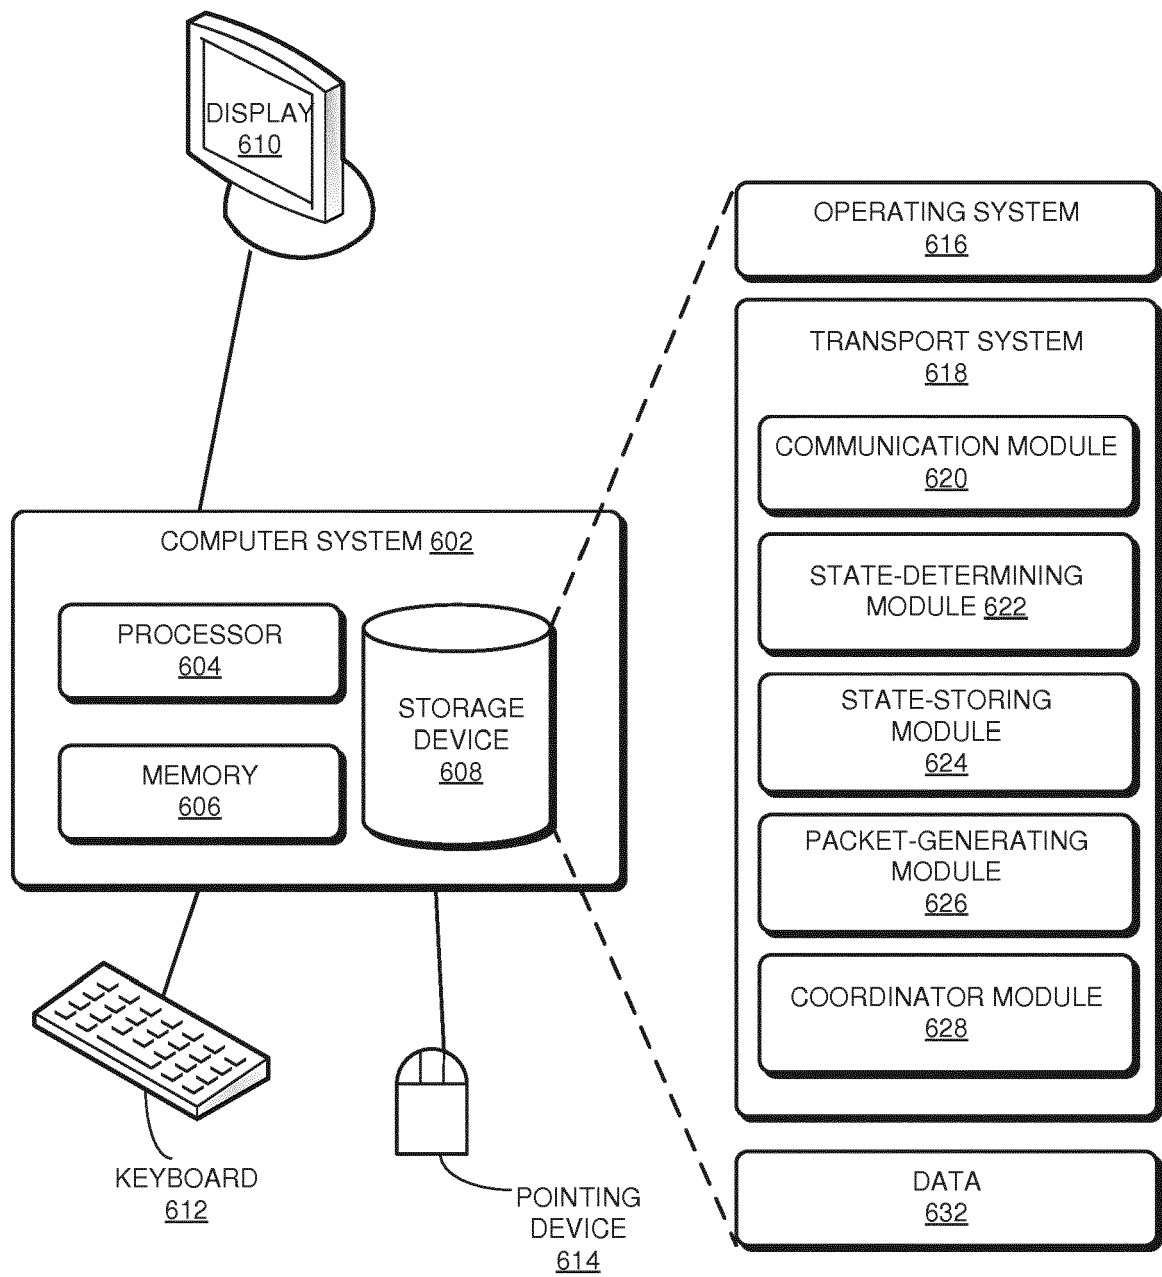 DISPLAY
610
OPERATING SYSTEM
616
TRANSPORT SYSTEM
618
COMMUNICATION MODULE
620
STATE-DETERMINING
MODULE 622
STATE-STORING
MODULE
624
PACKET-GENERATING
MODULE
626
COORDINATOR MODULE
628
DATA
632
COMPUTER SYSTEM 602
PROCESSOR
604
MEMORY
606
STORAGE
DEVICE
608
KEYBOARD
612
POINTING
DEVICE
614